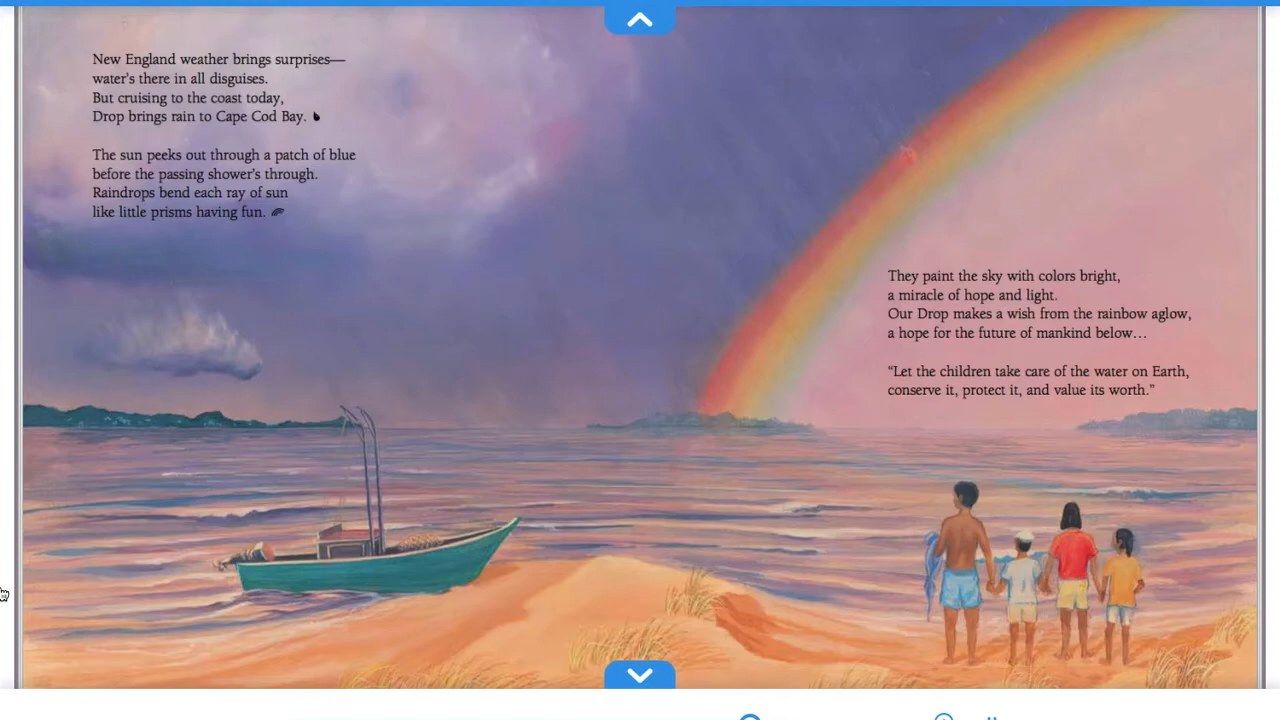 New England weather brings surprises—
water's there in all disguises.
But cruising to the coast today,
Drop brings rain to Cape Cod Bay.
The sun peeks out through a patch of blue
before the passing shower's through.
Raindrops bend each ray of sun
like little prisms having fun.
They paint the sky with colors bright,
a miracle of hope and light.
Our Drop makes a wish from the rainbow aglow,
a hope for the future of mankind below…
“Let the children take care of the water on Earth,
conserve it, protect it, and value its worth.”